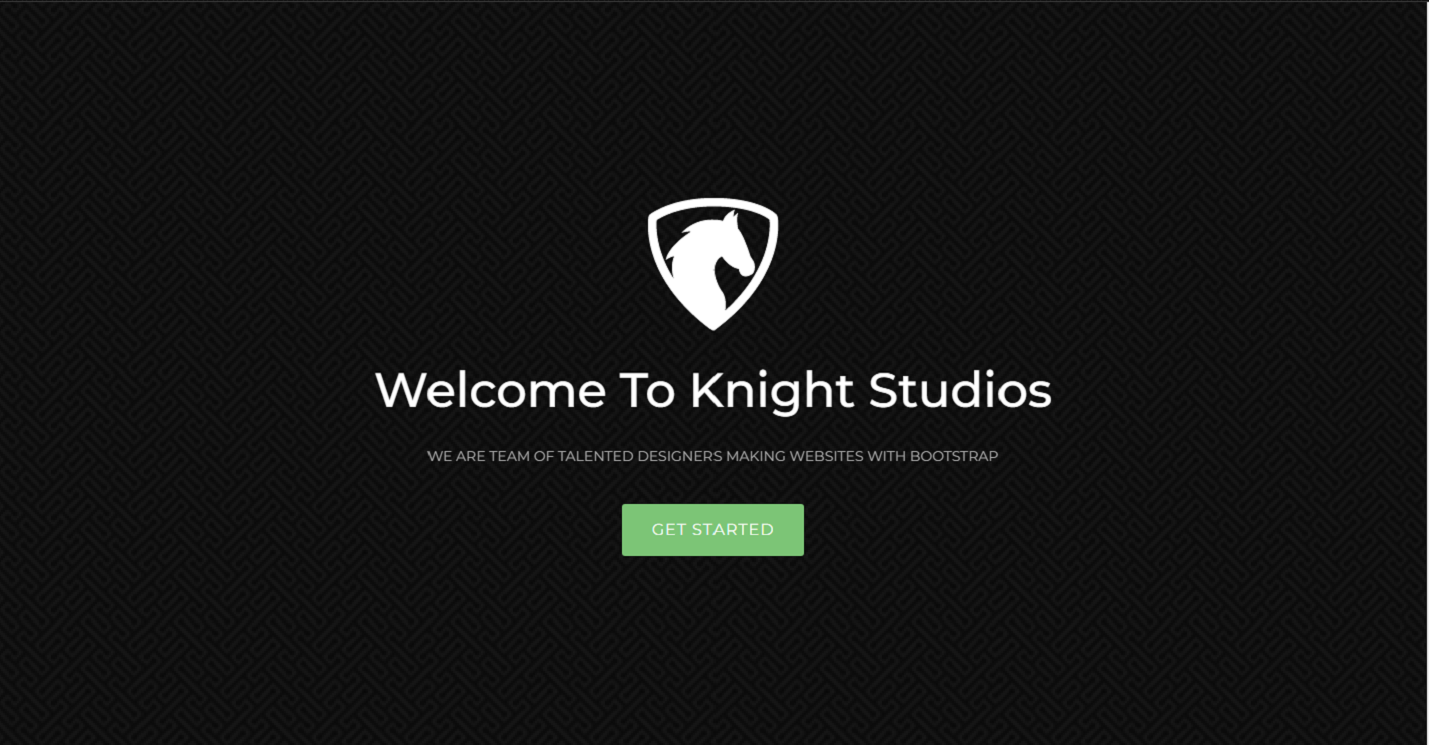 Welcome To Knight Studios
WE ARE TEAM OF TALENTED DESIGNERS MAKING WEBSITES WITH BOOTSTRAP
GET STARTED